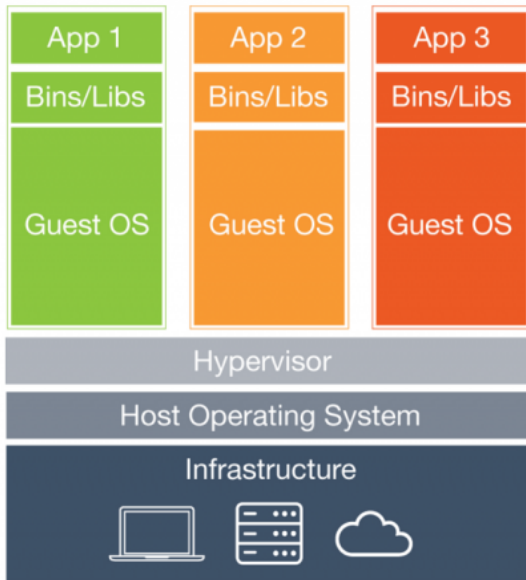 App 1
App 2
App 3
Bins/Libs
Bins/Libs
Bins/Libs
Guest OS
Guest OS
Guest OS
Hypervisor
Host Operating System
Infrastructure